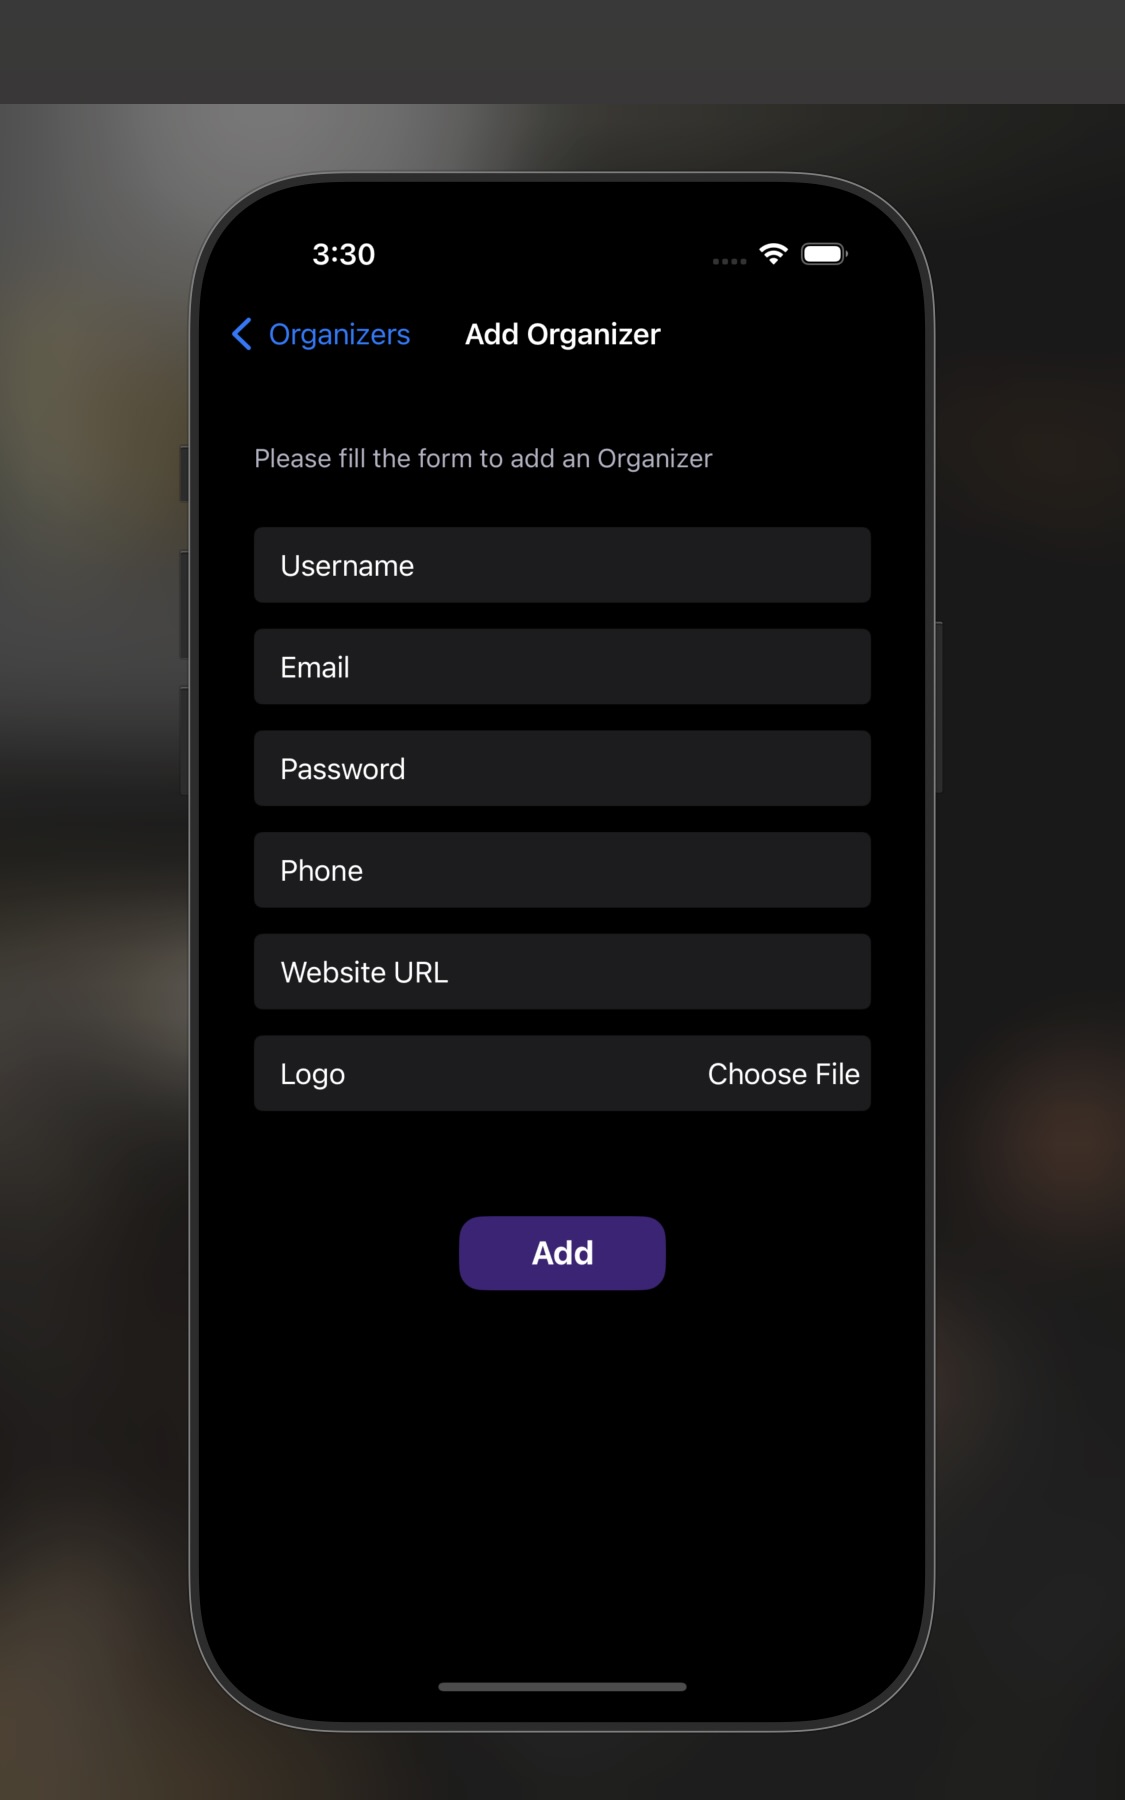 3:30
Organizers
Add Organizer
Please fill the form to add an Organizer
Username
Email
Password
Phone
Website URL
Logo Choose File
Add